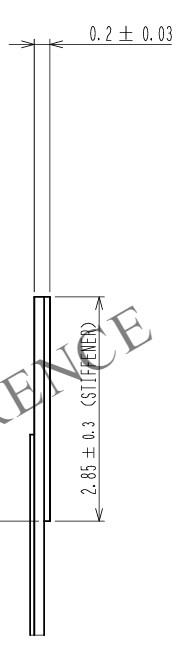 0.2 ± 0.03
2.85 ± 0.3 (STIFFENER)
RENCE